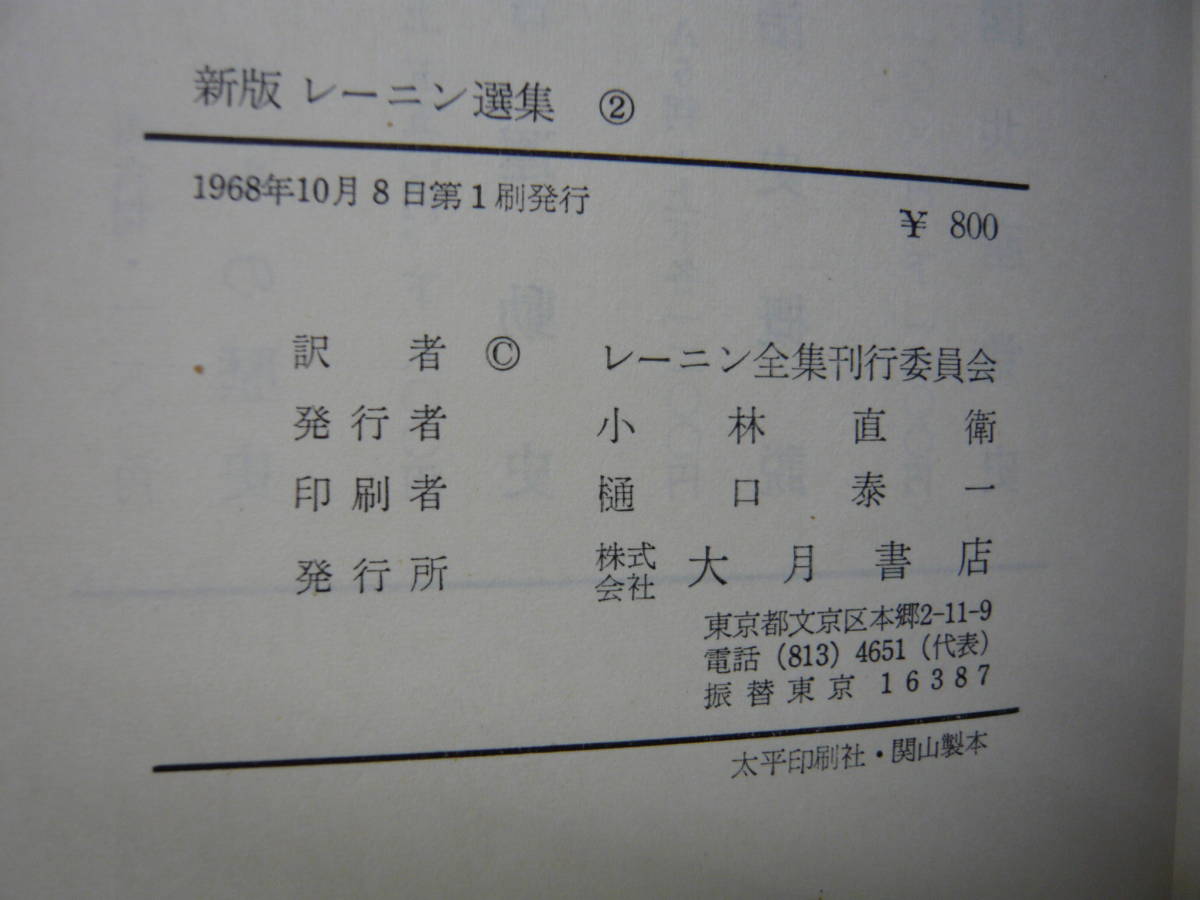 新版 レーニン選集 ②
1968年10月8日第1刷発行
¥ 800
訳者 © レーニン全集刊行委員会
発行者 小林直衛
印刷者 樋口泰一
発行所 株式会社 大月書店
東京都文京区本郷2-11-9
電話 (813) 4651 (代表)
振替東京 16387
太平印刷社・関山製本